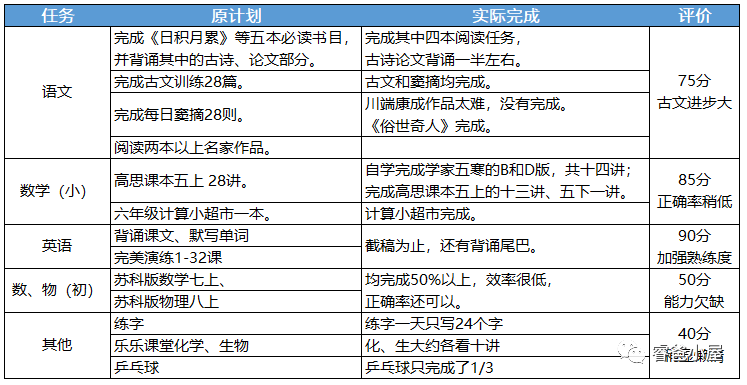 任务 原计划 实际完成 评价
语文
完成《日积月累》等五本必读书目，
并背诵其中的古诗、论文部分。
完成其中四本阅读任务，
古诗论文背诵一半左右。
75分
古文进步大
完成古文训练28篇。
古文和窦摘均完成。
完成每日窦摘28则。
川端康成作品太难，没有完成。
《俗世奇人》完成。
阅读两本以上名家作品。
数学（小）
高思课本五上 28讲。
自学完成学家五寒的B和D版，共十四讲；
完成高思课本五上的十三讲、五下一讲。
85分
正确率稍低
六年级计算小超市一本。
计算小超市完成。
英语
背诵课文、默写单词
完美演练1-32课
截稿为止，还有背诵尾巴。
90分
加强熟练度
数、物（初）
苏科版数学七上、
苏科版物理八上
均完成50%以上，效率很低，
正确率还可以。
50分
能力欠缺
其他
练字
练字一天只写24个字
40分
乐乐课堂化学、生物
化、生大约各看十讲
乒乓球
乒乓球只完成了1/3
睿爸小屋